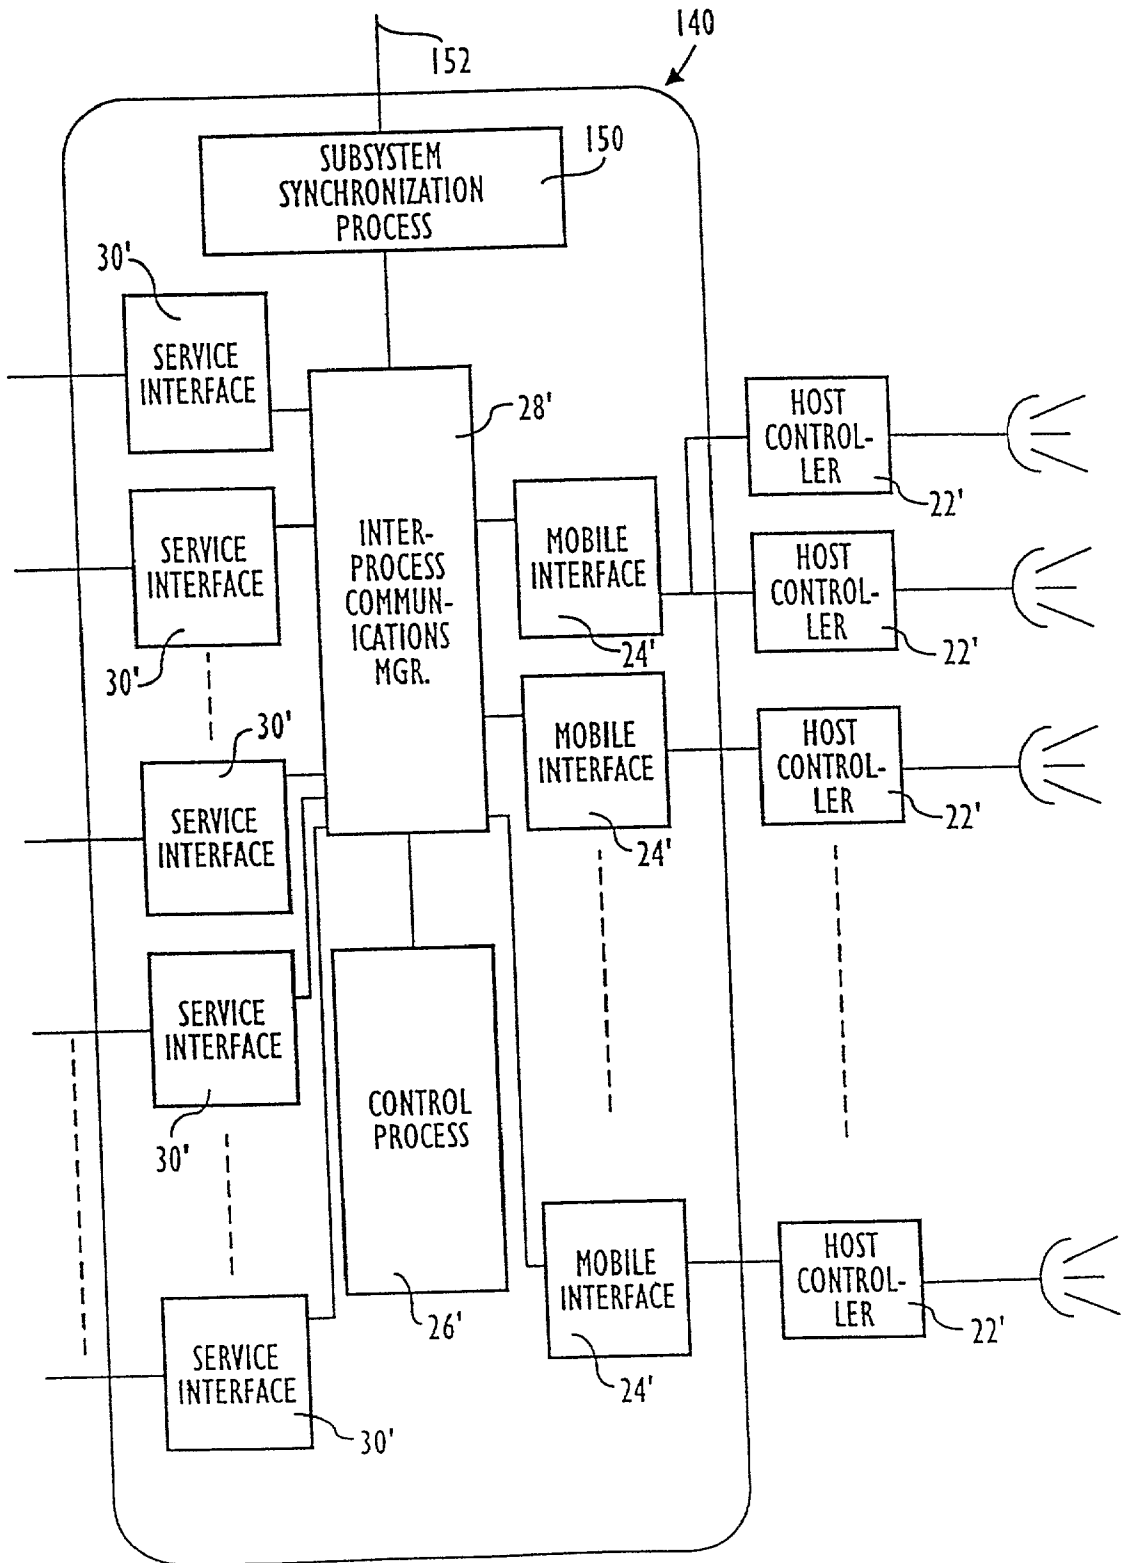 140
152
SUBSYSTEM
SYNCHRONIZATION
PROCESS
150
30'
SERVICE
INTERFACE
28'
HOST
CONTROL-
LER
22'
SERVICE
INTERFACE
30'
INTER-
PROCESS
COMMUN-
ICATIONS
MGR.
MOBILE
INTERFACE
24'
HOST
CONTROL-
LER
22'
30'
SERVICE
INTERFACE
MOBILE
INTERFACE
24'
HOST
CONTROL-
LER
22'
SERVICE
INTERFACE
30'
CONTROL
PROCESS
26'
MOBILE
INTERFACE
24'
HOST
CONTROL-
LER
22'
SERVICE
INTERFACE
30'